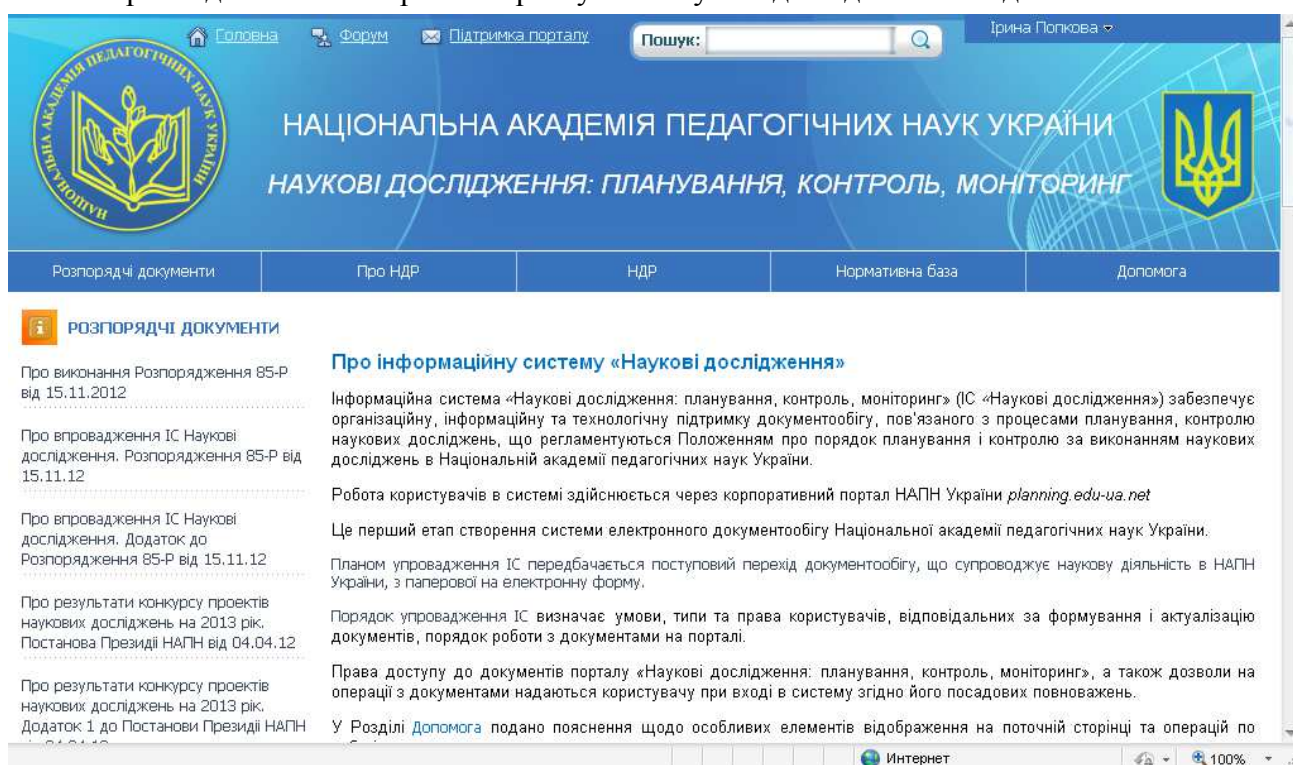 Головна Форум Підтримка порталу Пошук: Ірина Попкова
НАЦІОНАЛЬНА АКАДЕМІЯ ПЕДАГОГІЧНИХ НАУК УКРАЇНИ
НАЦІОНАЛЬНА АКАДЕМІЯ ПЕДАГОГІЧНИХ НАУК УКРАЇНИ
НАУКОВІ ДОСЛІДЖЕННЯ: ПЛАНУВАННЯ, КОНТРОЛЬ, МОНІТОРИНГ
Розпорядчі документи Про НДР НДР Нормативна база Допомога
РОЗПОРЯДЧІ ДОКУМЕНТИ
Про виконання Розпорядження 85-Р
від 15.11.2012
Про впровадження ІС Наукові
дослідження. Розпорядження 85-Р від
15.11.12
Про впровадження ІС Наукові
дослідження. Додаток до
Розпорядження 85-Р від 15.11.12
Про результати конкурсу проектів
наукових досліджень на 2013 рік.
Постанова Президії НАПН від 04.04.12
Про результати конкурсу проектів
наукових досліджень на 2013 рік.
Додаток 1 до Постанови Президії НАПН
Про інформаційну систему «Наукові дослідження»
Інформаційна система «Наукові дослідження: планування, контроль, моніторинг» (ІС «Наукові дослідження») забезпечує
організаційну, інформаційну та технологічну підтримку документообігу, пов'язаного з процесами планування, контролю
наукових досліджень, що регламентуються Положенням про порядок планування і контролю за виконанням наукових
досліджень в Національній академії педагогічних наук України.
Робота користувачів в системі здійснюється через корпоративний портал НАПН України planning.edu-ua.net
Це перший етап створення системи електронного документообігу Національної академії педагогічних наук України.
Планом упровадження ІС передбачається поступовий перехід документообігу, що супроводжує наукову діяльність в НАПН
України, з паперової на електронну форму.
Порядок упровадження ІС визначає умови, типи та права користувачів, відповідальних за формування і актуалізацію
документів, порядок роботи з документами на порталі.
Права доступу до документів порталу «Наукові дослідження: планування, контроль, моніторинг», а також дозволи на
операції з документами надаються користувачу при вході в систему згідно його посадових повноважень.
У Розділі Допомога подано пояснення щодо особливих елементів відображення на поточній сторінці та операцій по
Интернет 100%